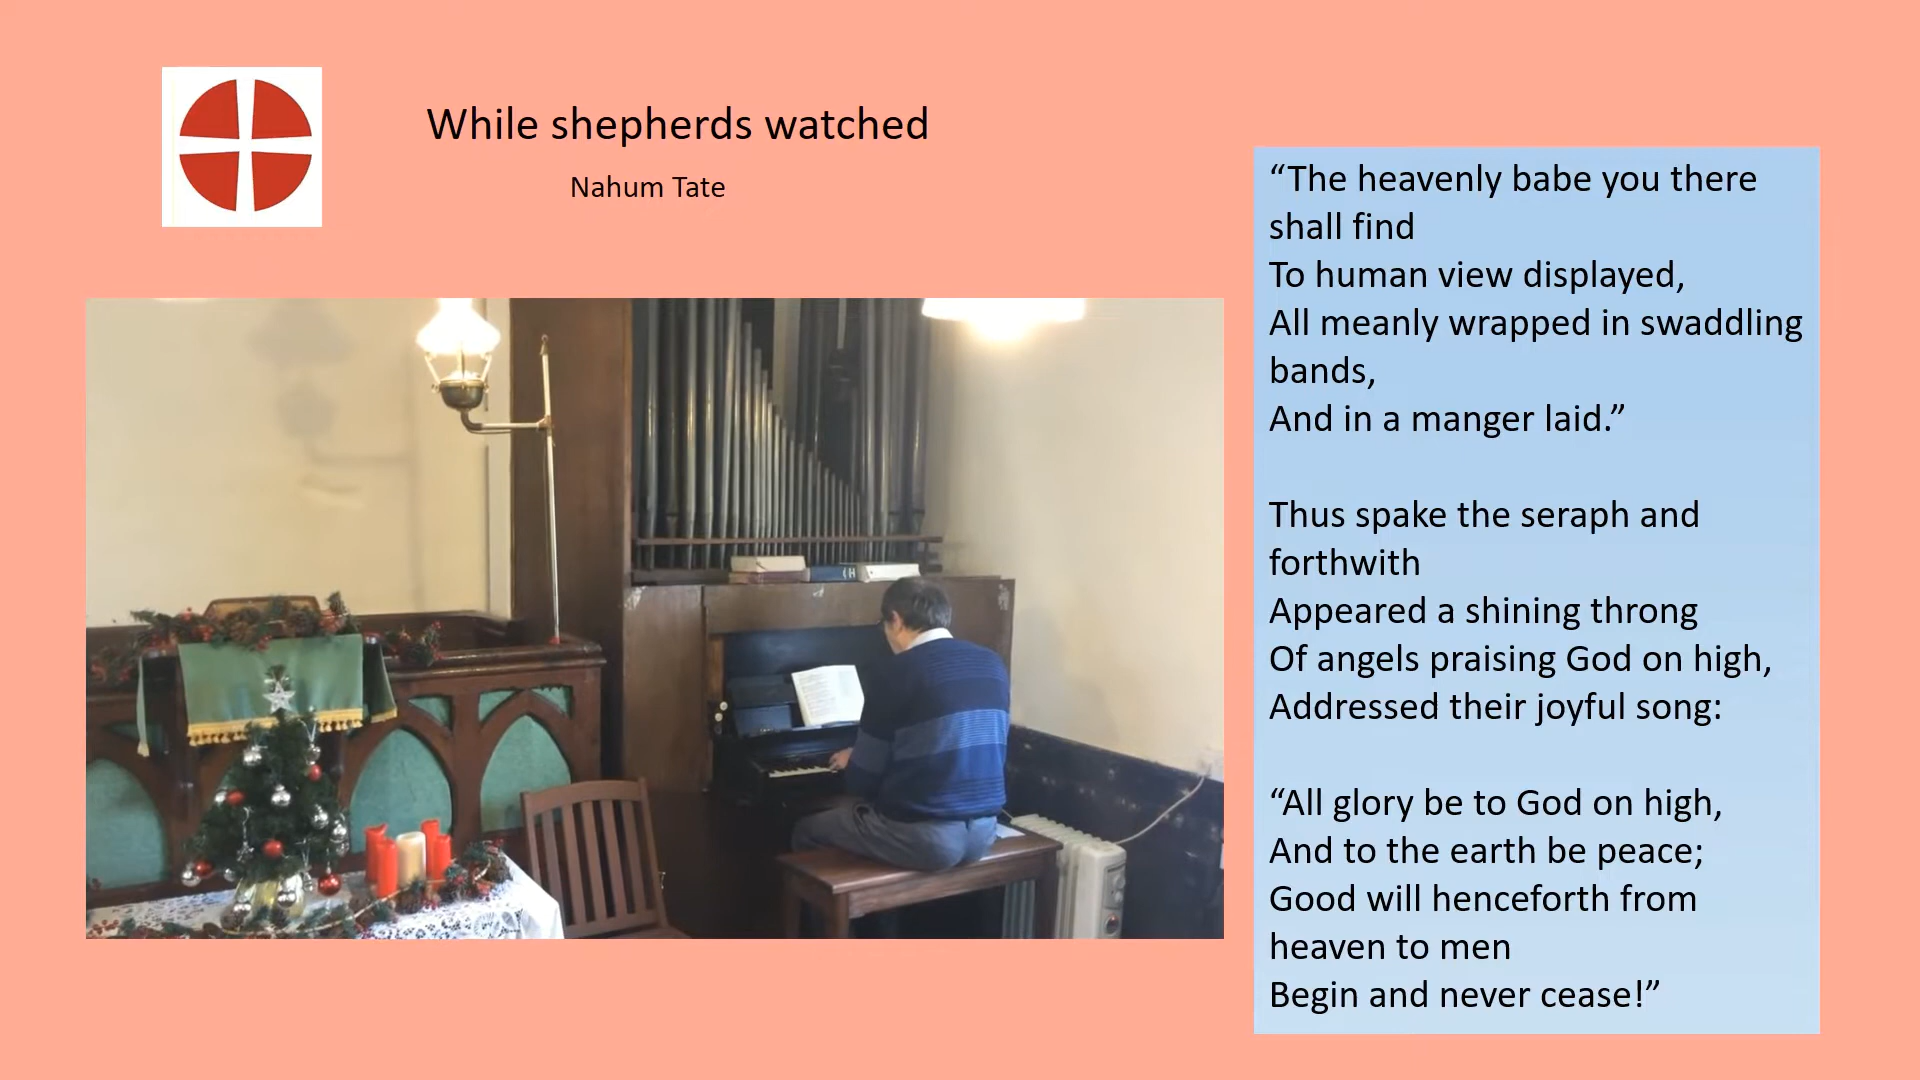 While shepherds watched
Nahum Tate
“The heavenly babe you there
shall find
To human view displayed,
All meanly wrapped in swaddling
bands,
And in a manger laid.”
Thus spake the seraph and
forthwith
Appeared a shining throng
Of angels praising God on high,
Addressed their joyful song:
“All glory be to God on high,
And to the earth be peace;
Good will henceforth from
heaven to men
Begin and never cease!”